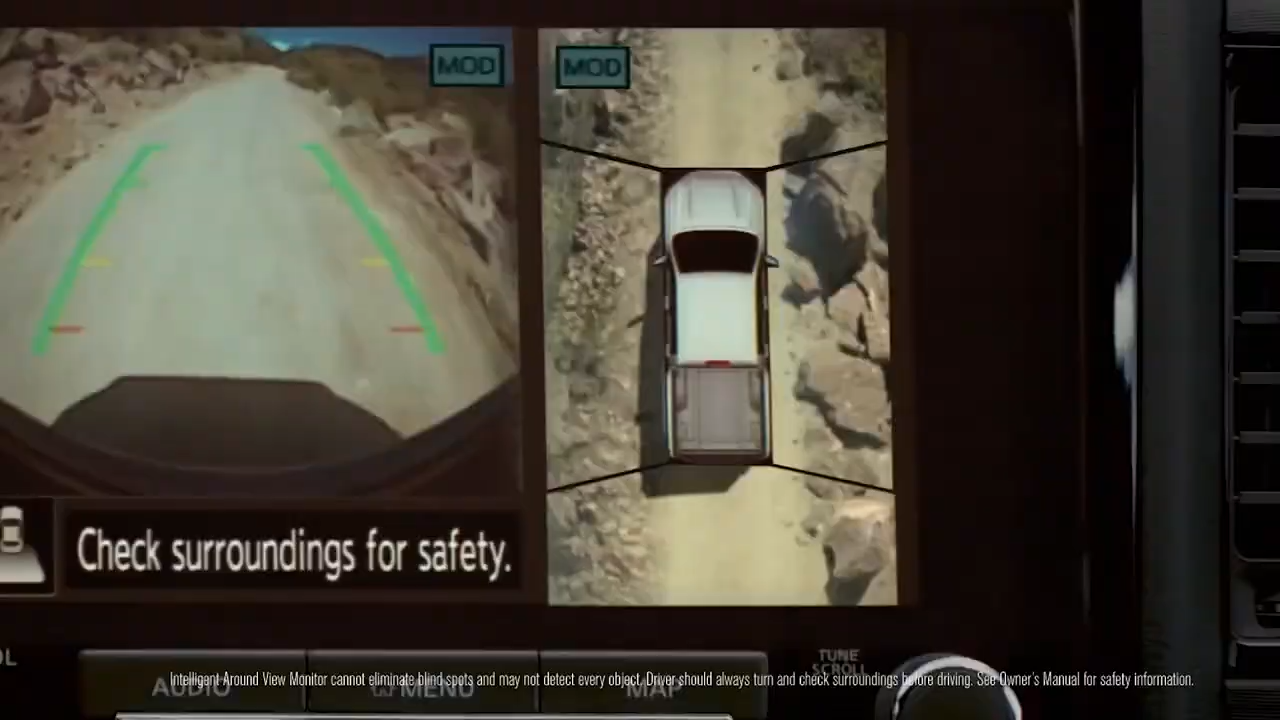 MOD
MOD
Check surroundings for safety.
TUNE
SCROLL
AUDIO
MENU
MAP
Intelligent Around View Monitor cannot eliminate blind spots and may not detect every object. Driver should always turn and check surroundings before driving. See Owner's Manual for safety information.